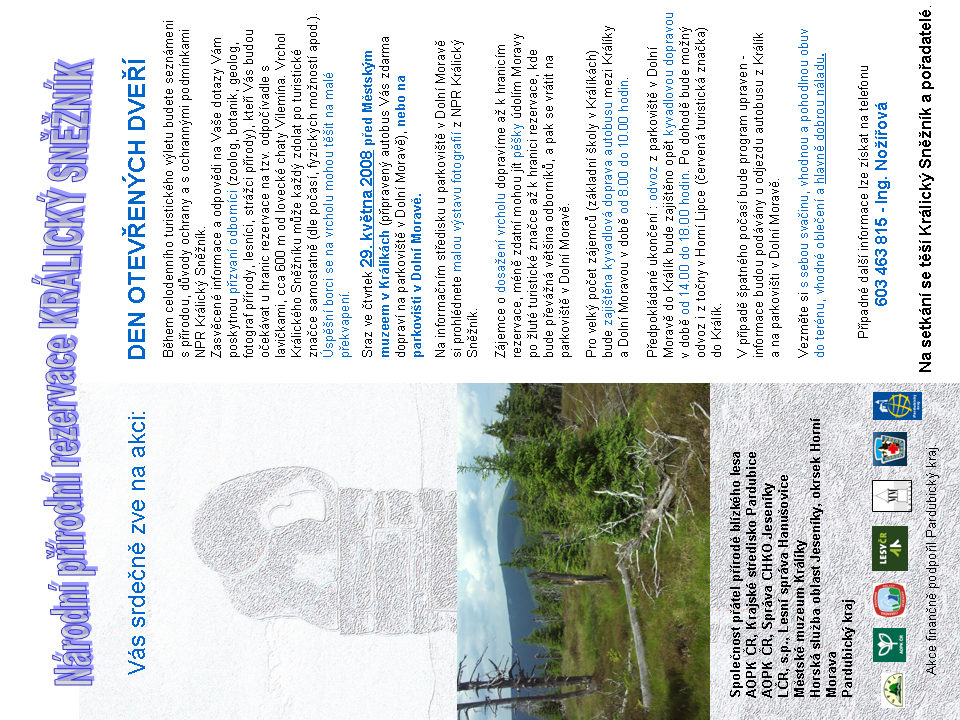 Národní přírodní rezervace KRÁLICKÝ SNĚŽNÍK
Vás srdečně zve na akci:
DEN OTEVŘENÝCH DVEŘÍ
Během celodenního turistického výletu budete seznámeni
s přírodou, důvody ochrany a s ochrannými podmínkami
NPR Králický Sněžník.
Zasvěcené informace a odpovědi na Vaše dotazy Vám
poskytnou přizvaní odborníci (zoolog, botanik, geolog,
fotograf přírody, lesníci, strážci přírody), kteří Vás budou
očekávat u hranic rezervace na tzv. odpočívadle s
lavičkami, cca 600 m od lovecké chaty Vilemína. Vrchol
Králického Sněžníku může každý zdolat po turistické
značce samostatně (dle počasí, fyzických možností apod.).
Úspěšní borci se na vrcholu mohou těšit na malé
překvapení.
Sraz ve čtvrtek 29. května 2008 před Městským
muzeem v Králíkách (připravený autobus Vás zdarma
dopraví na parkoviště v Dolní Moravě), nebo na
parkovišti v Dolní Moravě.
Na informačním středisku u parkoviště v Dolní Moravě
si prohlédnete malou výstavu fotografií z NPR Králický
Sněžník.
Zájemce o dosažení vrcholu dopravíme až k hranicím
rezervace, méně zdatní mohou jít pěšky údolím Moravy
po žluté turistické značce až k hranici rezervace, kde
bude převážná většina odborníků, a pak se vrátit na
parkoviště v Dolní Moravě.
Pro velký počet zájemců (základní školy v Králíkách)
bude zajištěna kyvadlová doprava autobusu mezi Králíky
a Dolní Moravou v době od 8.00 do 10.00 hodin.
Předpokládané ukončení : odvoz z parkoviště v Dolní
Moravě do Králík bude zajištěno opět kyvadlovou dopravou
v době od 14.00 do 18.00 hodin. Po dohodě bude možný
odvoz i z točny v Horní Lipce (červená turistická značka)
do Králík.
V případě špatného počasí bude program upraven -
informace budou podávány u odjezdu autobusu z Králík
a na parkovišti v Dolní Moravě.
Vezměte si s sebou svačinu, vhodnou a pohodlnou obuv
do terénu, vhodné oblečení a hlavně dobrou náladu.
Případné další informace lze získat na telefonu
603 463 815 - Ing. Nožířová
Na setkání se těší Králický Sněžník a pořadatelé.
Společnost přátel přírodě blízkého lesa
AOPK ČR, Krajské středisko Pardubice
AOPK ČR, Správa CHKO Jeseníky
LČR, s.p., Lesní správa Hanušovice
Městské muzeum Králíky
Horská služba oblast Jeseníky, okrsek Horní
Morava
Pardubický kraj
AOPK ČR
LESY ČR
Akce finančně podpořil Pardubický kraj.